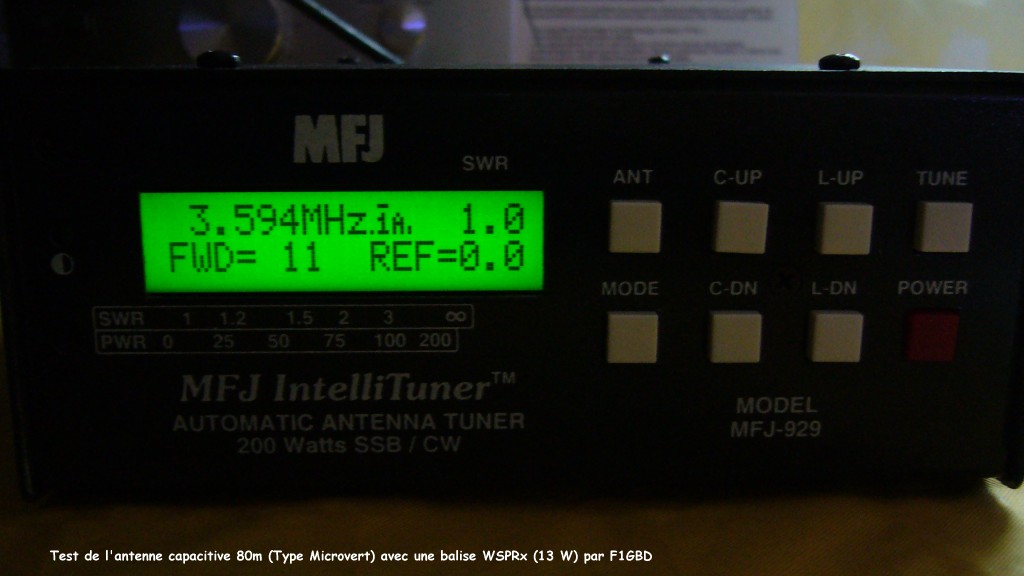 MFJ
SWR
3.594MHz.iA. 1.0
FWD= 11 REF=0.0
SWR 1 1.2 1.5 2 3 ∞
PWR 0 25 50 75 100 200
MFJ IntelliTuner™
AUTOMATIC ANTENNA TUNER
200 Watts SSB / CW
ANT C-UP L-UP TUNE
MODE C-DN L-DN POWER
MODEL
MFJ-929
Test de l'antenne capacitive 80m (Type Microvert) avec une balise WSPRx (13 W) par F1GBD